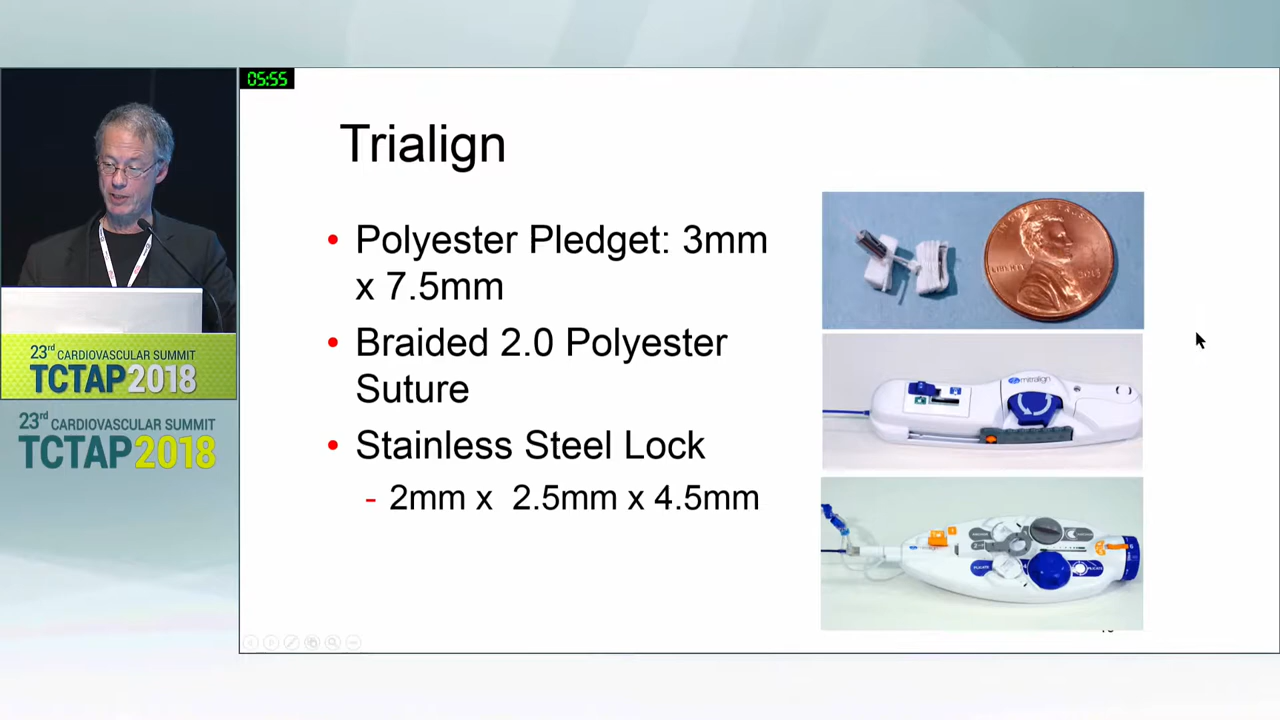 05:55
Trialign
• Polyester Pledget: 3mm
x 7.5mm
• Braided 2.0 Polyester
Suture
• Stainless Steel Lock
- 2mm x 2.5mm x 4.5mm
mitralign
23rd CARDIOVASCULAR SUMMIT
TCTAP2018
23rd CARDIOVASCULAR SUMMIT
TCTAP2018